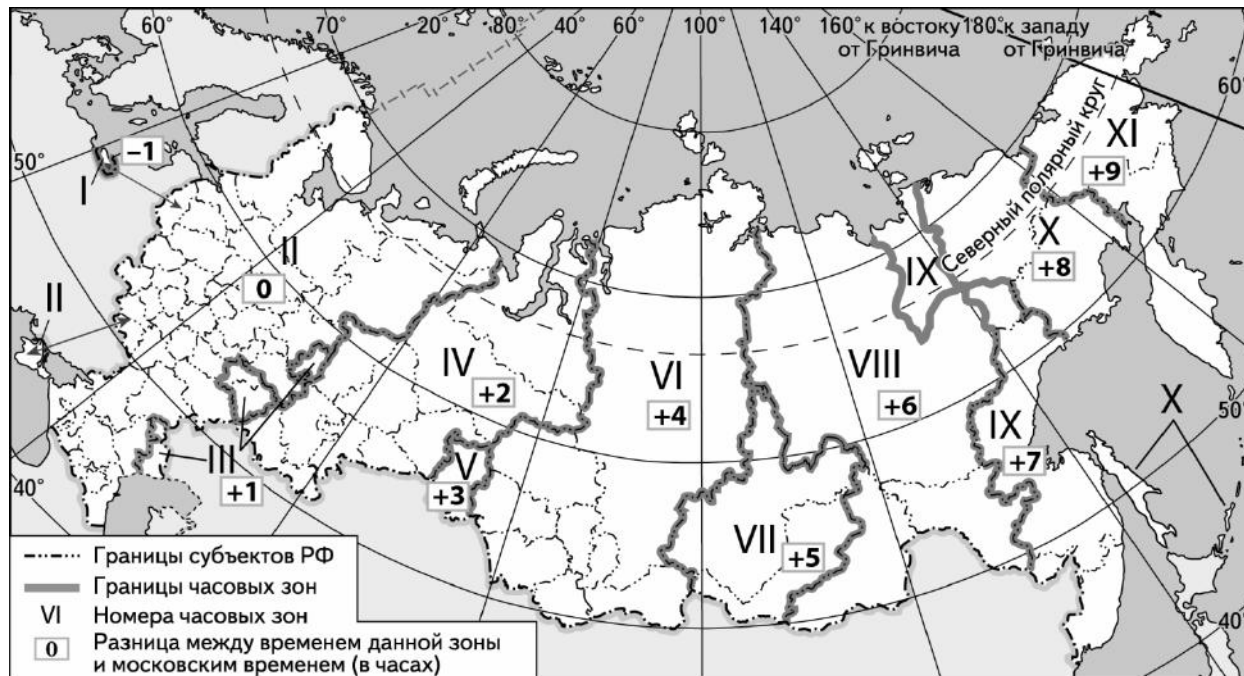 60°
70°
20°
40°
60°
80°
100°
120°
140°
160° к востоку
от Гринвича
180° к западу
от Гринвича
60°
50°
I
–1
II
0
II
40°
III
+1
IV
+2
V
+3
VI
+4
VII
+5
VIII
+6
IX
IX
+7
X
+8
XI
+9
X
Северный полярный круг
50°
40°
Границы субъектов РФ
Границы часовых зон
VI Номера часовых зон
0 Разница между временем данной зоны
и московским временем (в часах)